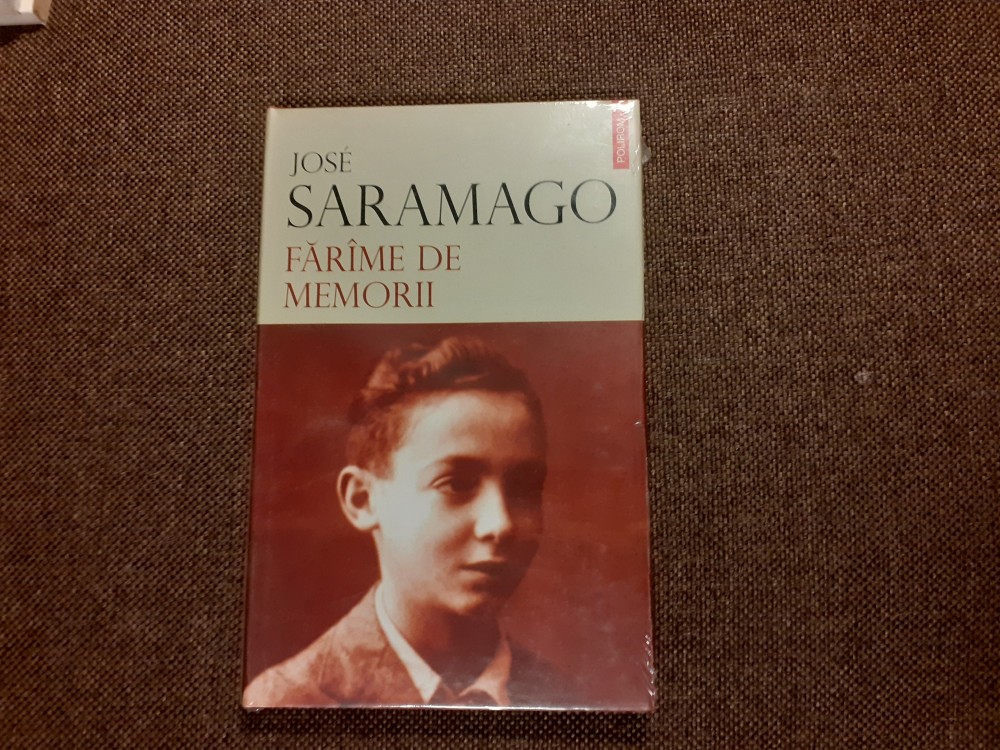 JOSÉ
SARAMAGO
FĂRÎME DE
MEMORII
POLIROM